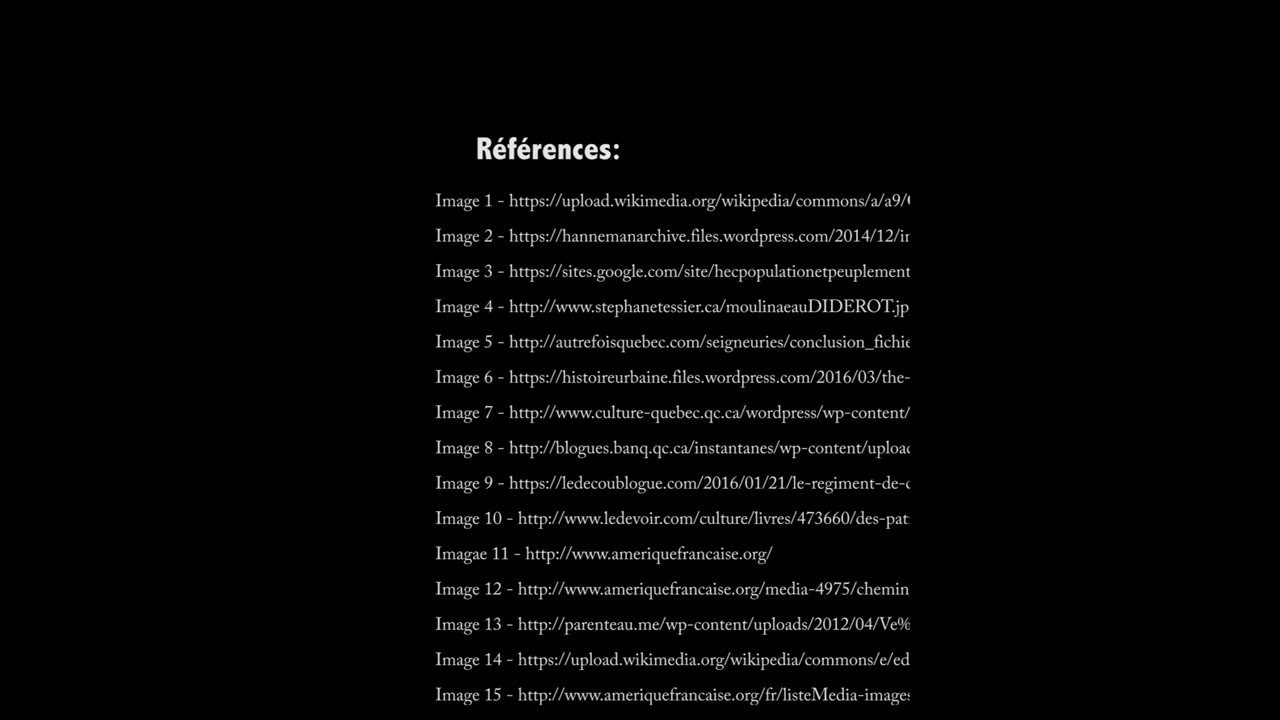 Références:
Image 1 - https://upload.wikimedia.org/wikipedia/commons/a/a9/
Image 2 - https://hannemanarchive.files.wordpress.com/2014/12/in
Image 3 - https://sites.google.com/site/hecpopulationetpeuplement
Image 4 - http://www.stephanetessier.ca/moulinaeauDIDEROT.jp
Image 5 - http://autrefoisquebec.com/seigneuries/conclusion_fichie
Image 6 - https://histoireurbaine.files.wordpress.com/2016/03/the-
Image 7 - http://www.culture-quebec.qc.ca/wordpress/wp-content/
Image 8 - http://blogues.banq.qc.ca/instantanes/wp-content/upload
Image 9 - https://ledecoublogue.com/2016/01/21/le-regiment-de-c
Image 10 - http://www.ledevoir.com/culture/livres/473660/des-pat
Imagae 11 - http://www.ameriquefrancaise.org/
Image 12 - http://www.ameriquefrancaise.org/media-4975/chemin
Image 13 - http://parenteau.me/wp-content/uploads/2012/04/Ve%
Image 14 - https://upload.wikimedia.org/wikipedia/commons/e/ed
Image 15 - http://www.ameriquefrancaise.org/fr/listeMedia-images